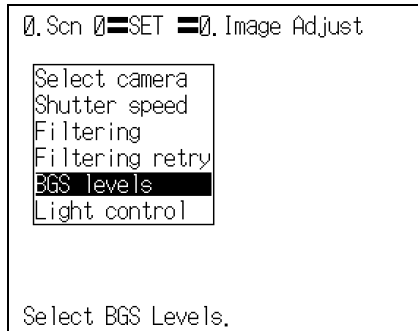 0.Scn 0=SET =0.Image Adjust
Select camera
Shutter speed
Filtering
Filtering retry
BGS levels
Light control
Select BGS Levels.